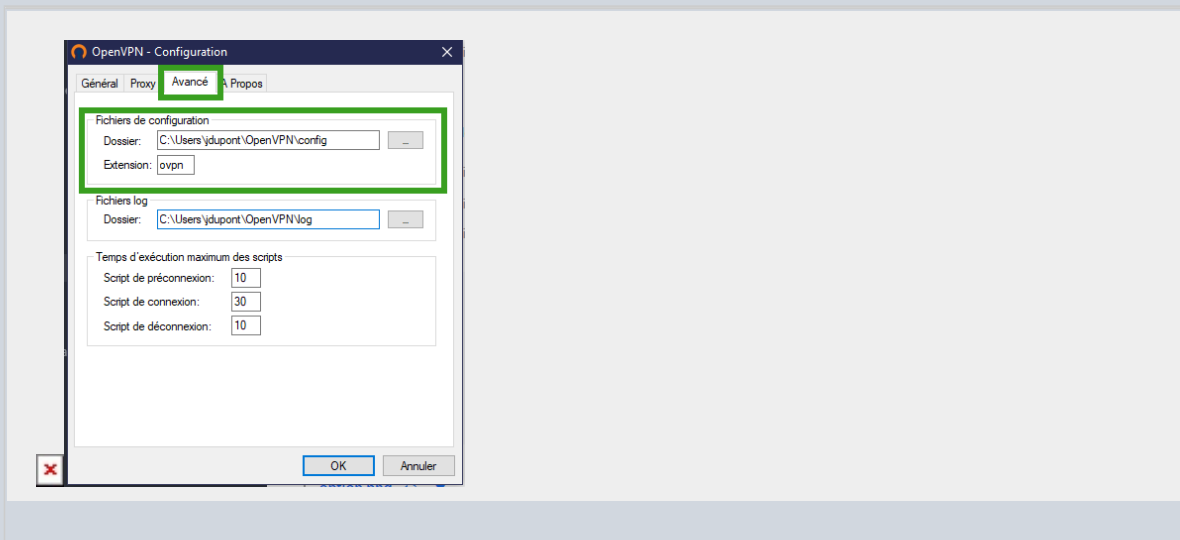 OpenVPN - Configuration
Général Proxy Avancé A Propos
Fichiers de configuration
Dossier: C:\Users\jdupont\OpenVPN\config ...
Extension: ovpn
Fichiers log
Dossier: C:\Users\jdupont\OpenVPN\log ...
Temps d'exécution maximum des scripts
Script de préconnexion: 10
Script de connexion: 30
Script de déconnexion: 10
OK Annuler